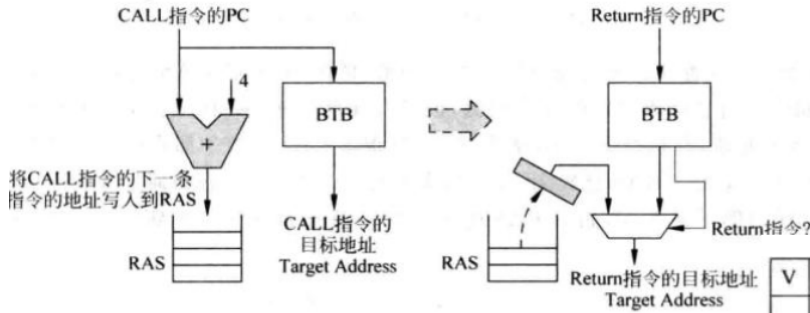 CALL指令的PC
4
+
BTB
将CALL指令的下一条
指令的地址写入到RAS
CALL指令的
目标地址
Target Address
RAS
Return指令的PC
BTB
Return指令?
RAS
Return指令的目标地址
Target Address
V